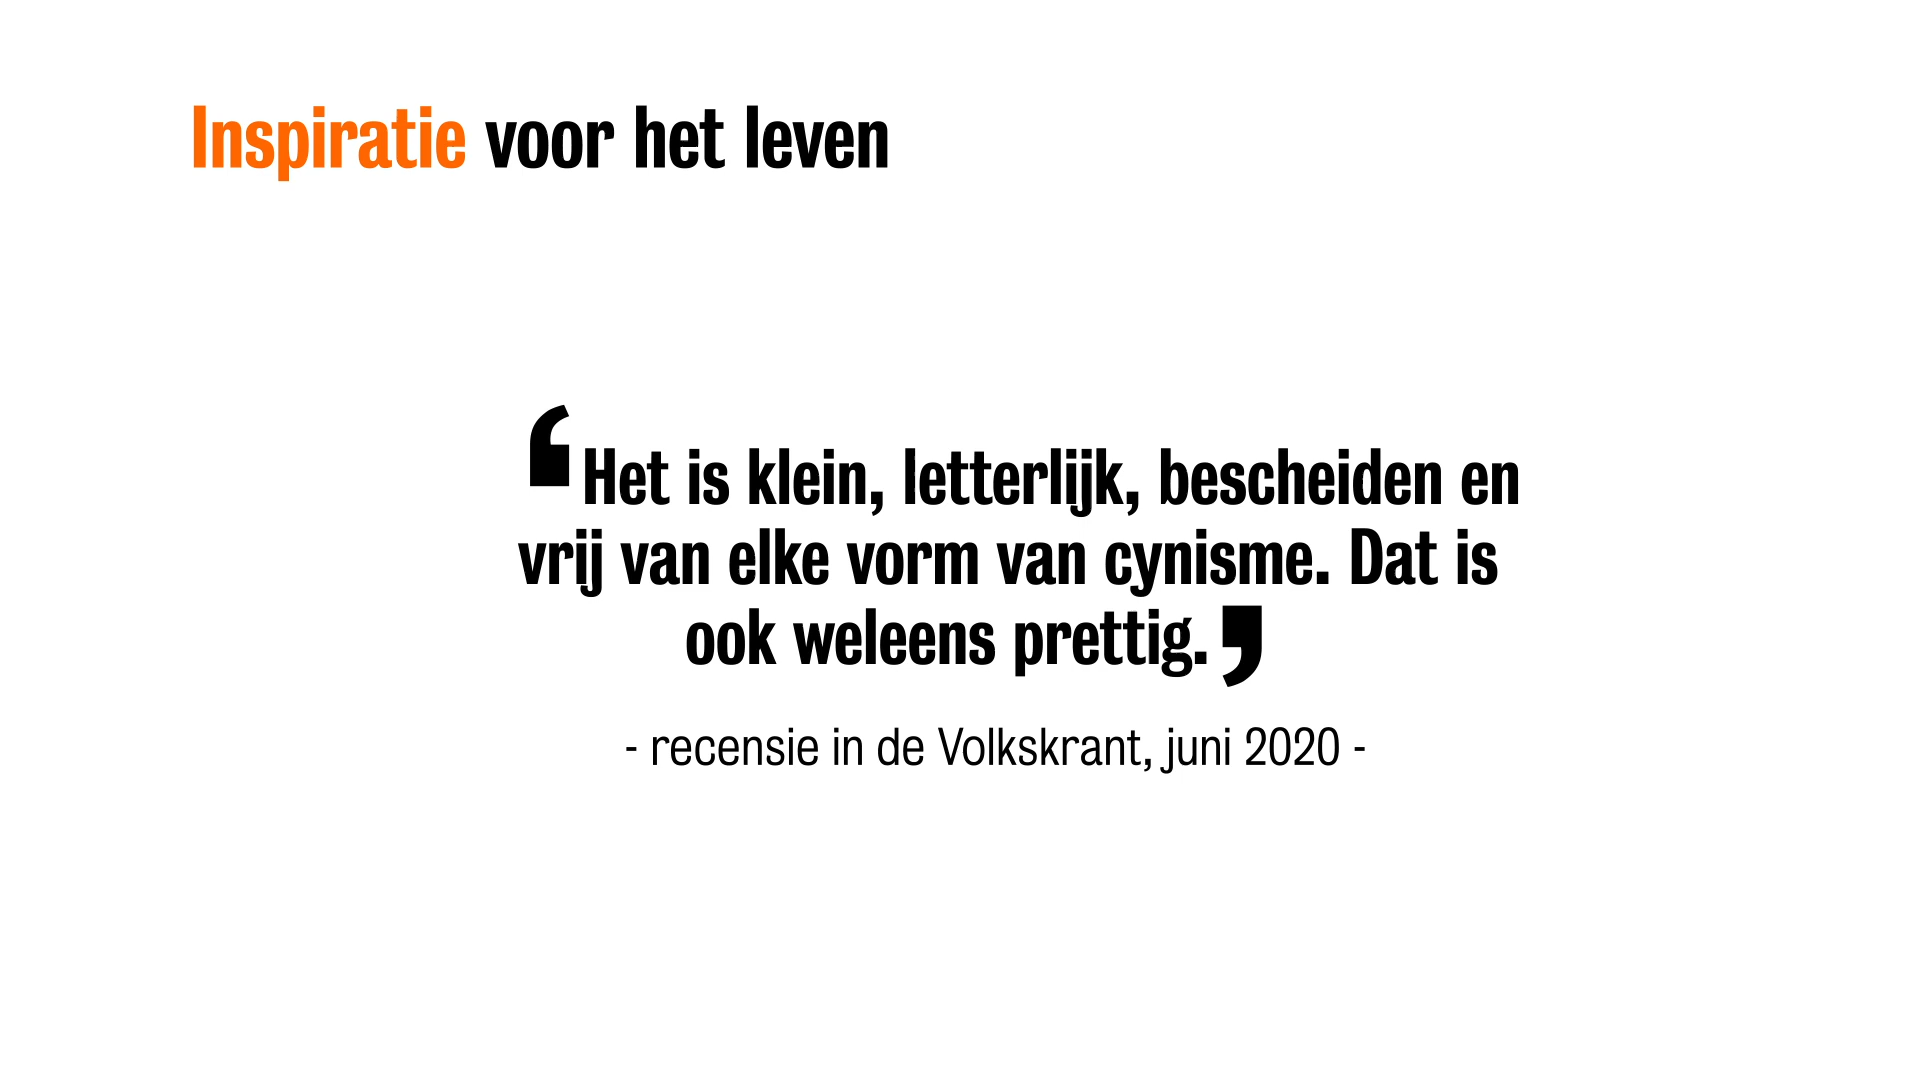 Inspiratie voor het leven
‘Het is klein, letterlijk, bescheiden en
vrij van elke vorm van cynisme. Dat is
ook weleens prettig.’
- recensie in de Volkskrant, juni 2020 -